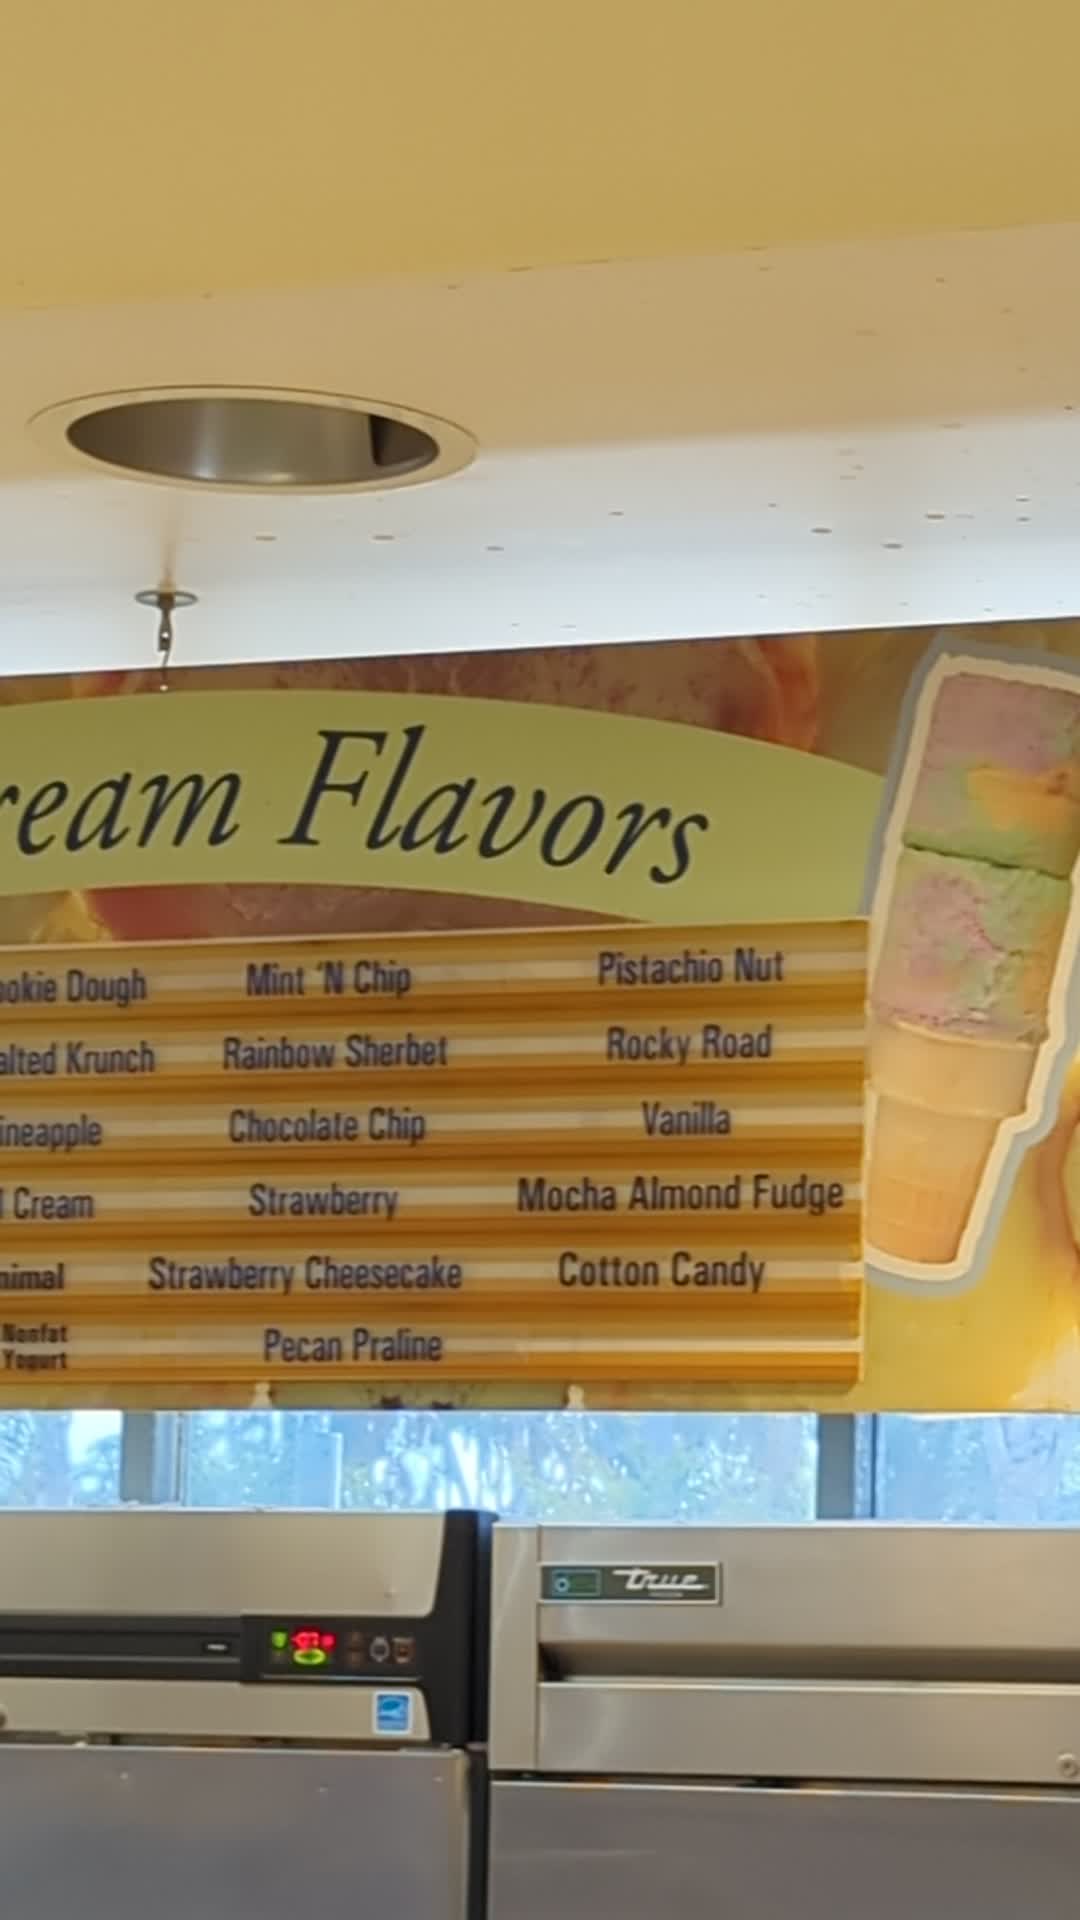 ream Flavors
ookie Dough Mint 'N Chip Pistachio Nut
alted Krunch Rainbow Sherbet Rocky Road
ineapple Chocolate Chip Vanilla
Cream Strawberry Mocha Almond Fudge
nimal Strawberry Cheesecake Cotton Candy
Nonfat
Yogurt Pecan Praline
True